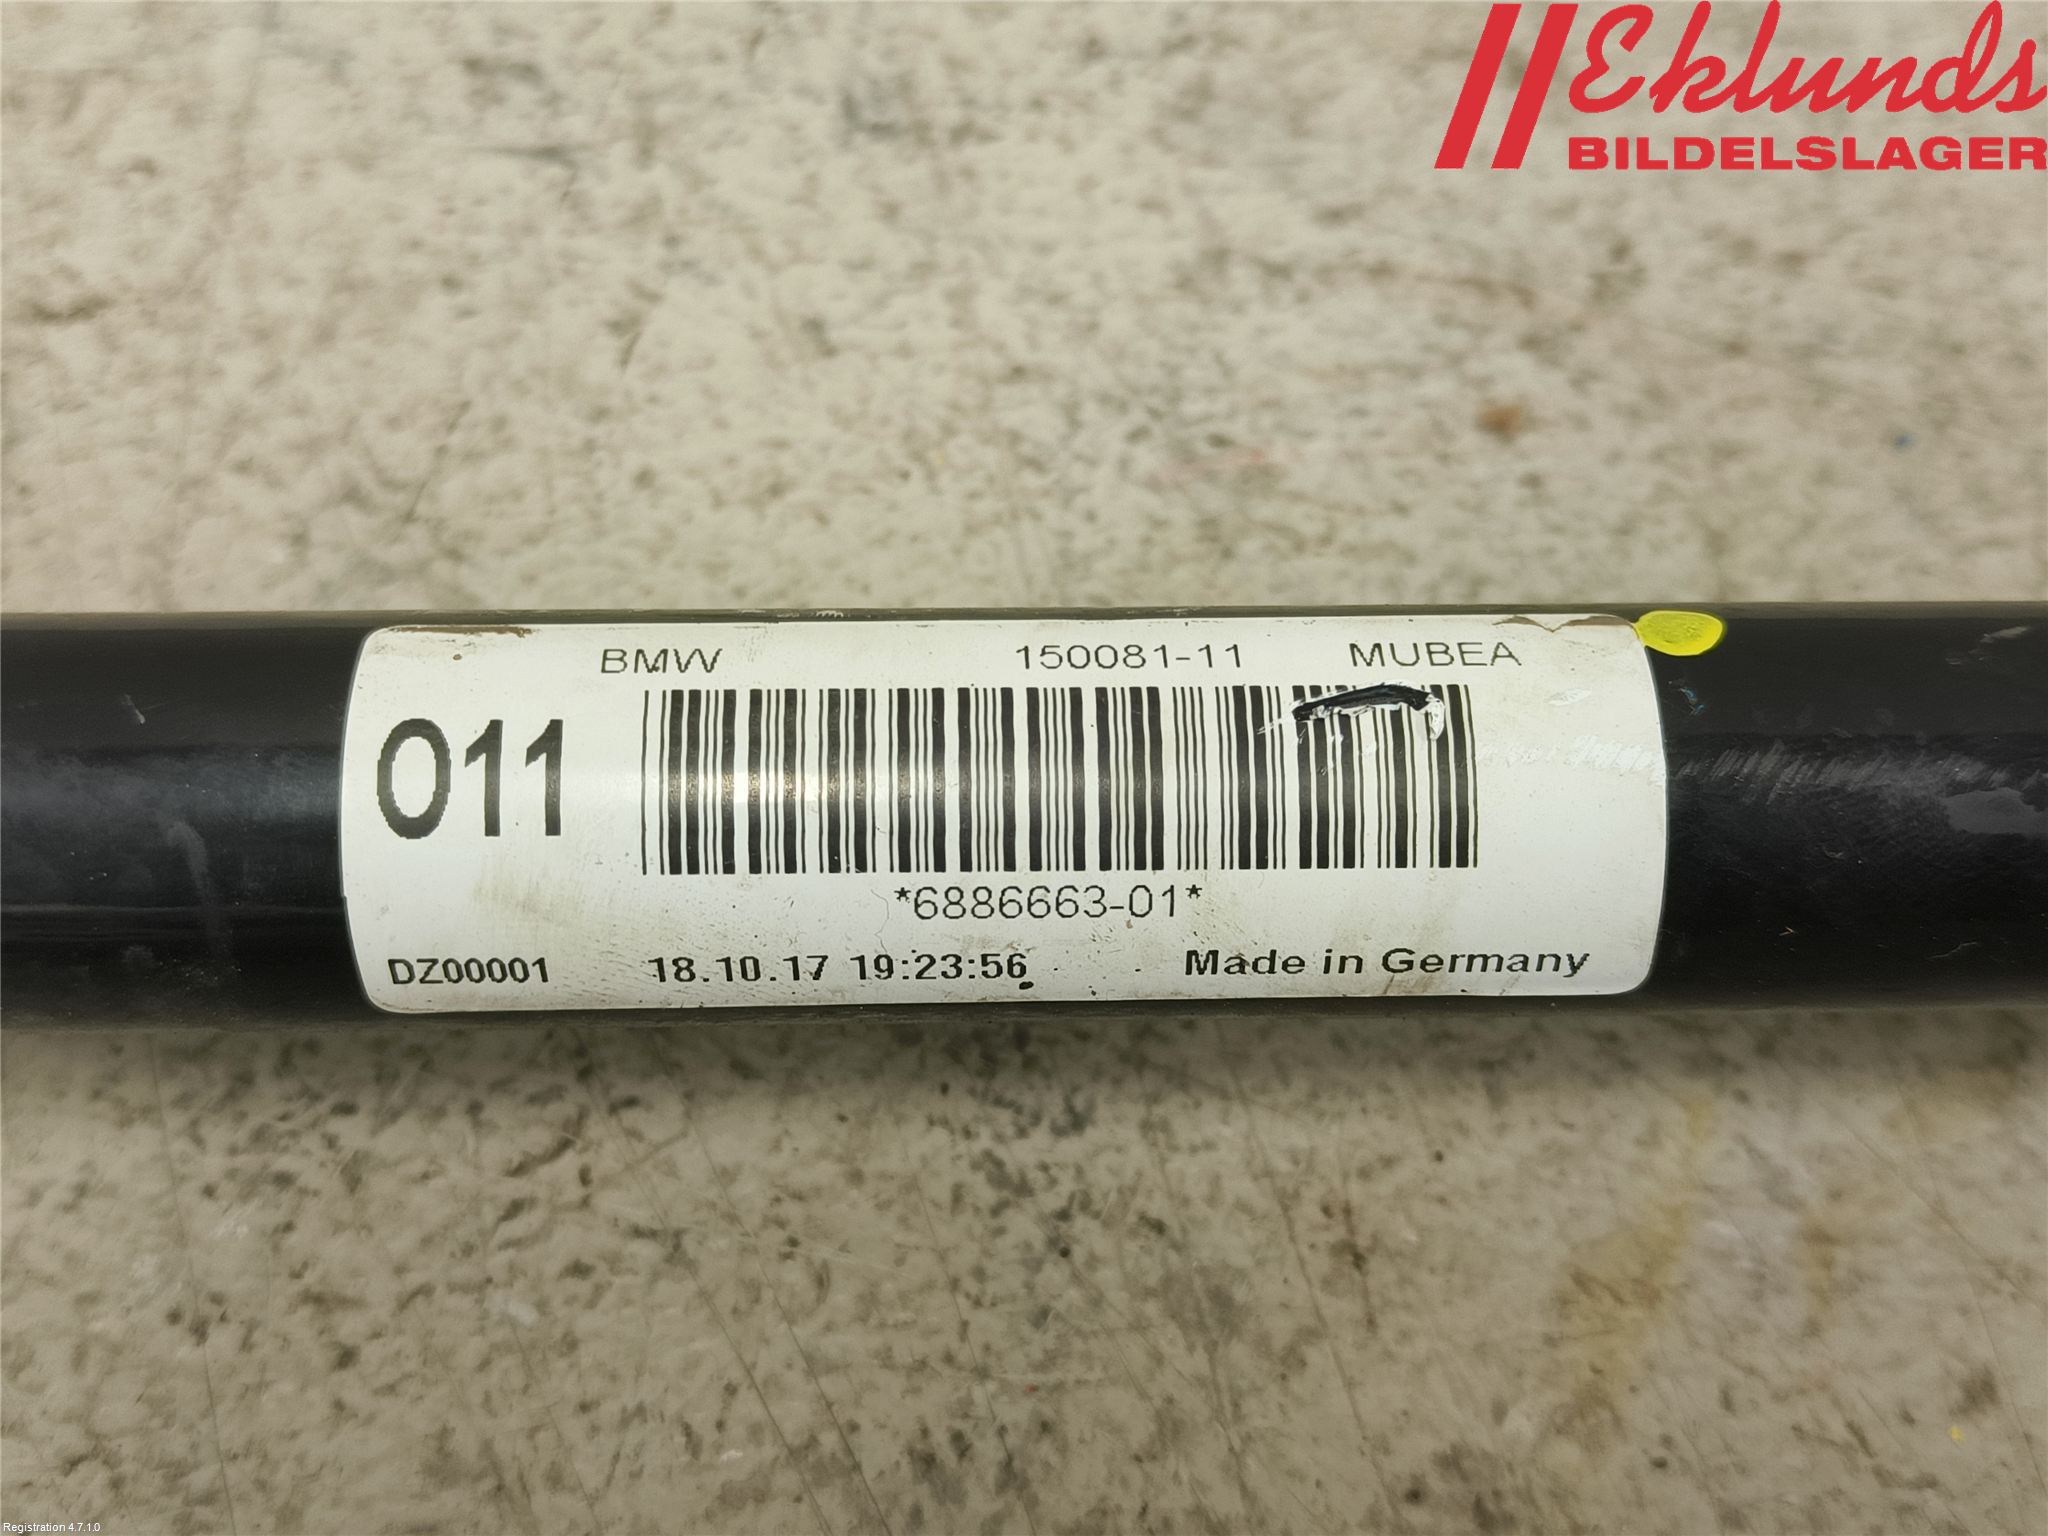 Eklunds
BILDELSLAGER
BMW 150081-11 MUBEA
011
*6886663-01*
DZ00001 18.10.17 19:23:56 Made in Germany
Registration 4.7.1.0